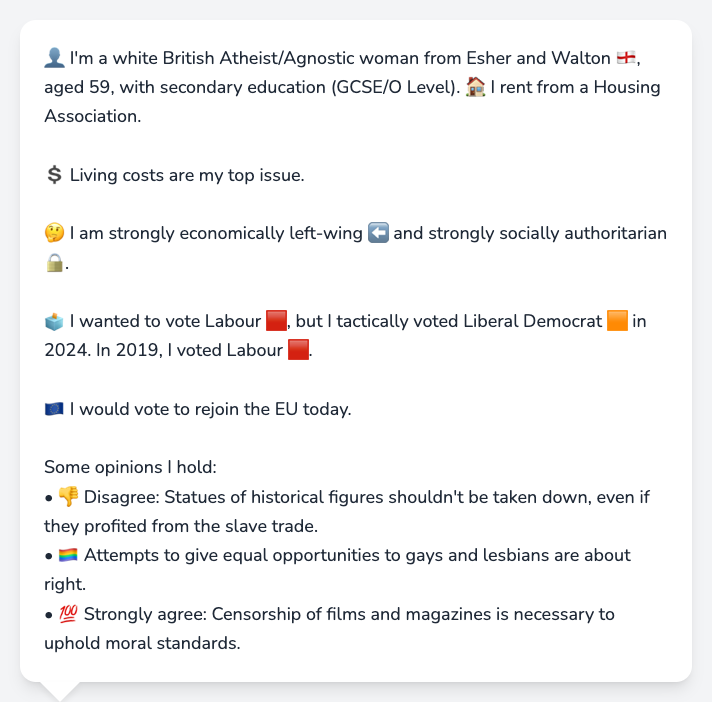 👤 I'm a white British Atheist/Agnostic woman from Esher and Walton 🏴󠁧󠁢󠁥󠁮󠁧󠁿,
aged 59, with secondary education (GCSE/O Level). 🏠 I rent from a Housing
Association.
💲 Living costs are my top issue.
🤔 I am strongly economically left-wing ⬅️ and strongly socially authoritarian
🔒.
🗳️ I wanted to vote Labour 🟥, but I tactically voted Liberal Democrat 🟧 in
2024. In 2019, I voted Labour 🟥.
🇪🇺 I would vote to rejoin the EU today.
Some opinions I hold:
• 👎 Disagree: Statues of historical figures shouldn't be taken down, even if
they profited from the slave trade.
• 🏳️‍🌈 Attempts to give equal opportunities to gays and lesbians are about
right.
• 💯 Strongly agree: Censorship of films and magazines is necessary to
uphold moral standards.